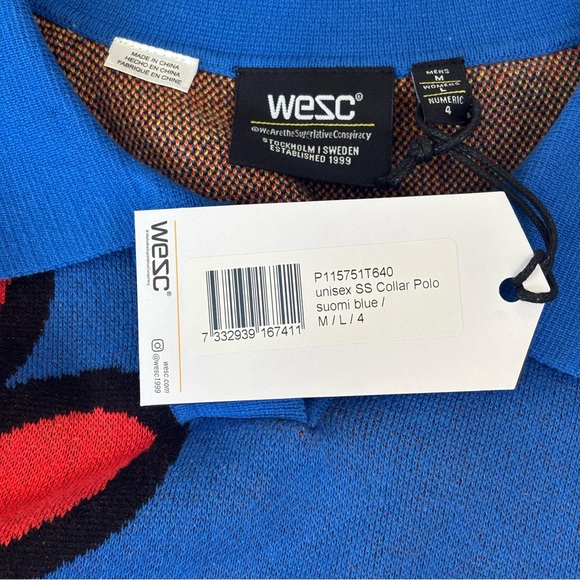 MADE IN CHINA
HECHO EN CHINA
FABRIQUÉ EN CHINE
wesc®
@WeAretheSuperlativeConspiracy
STOCKHOLM | SWEDEN
ESTABLISHED 1999
MENS
M
WOMENS
L
NUMERIC
4
wesc®
wesc.com
@wesc1999
P115751T640
unisex SS Collar Polo
suomi blue /
M / L / 4
7 332939 167411